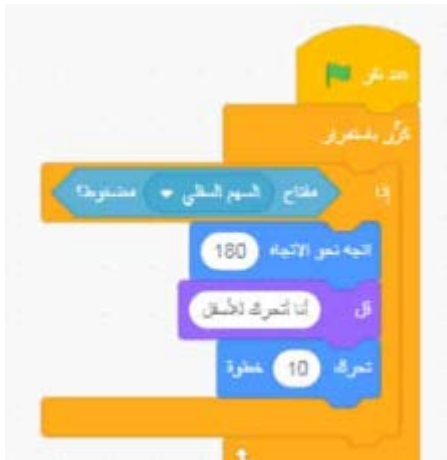 عند نقر
كرِّر باستمرار
إذا مفتاح السهم السفلي مضغوط؟
اتجه نحو الاتجاه 180
قل أنا أتحرك للأسفل
تحرك 10 خطوة